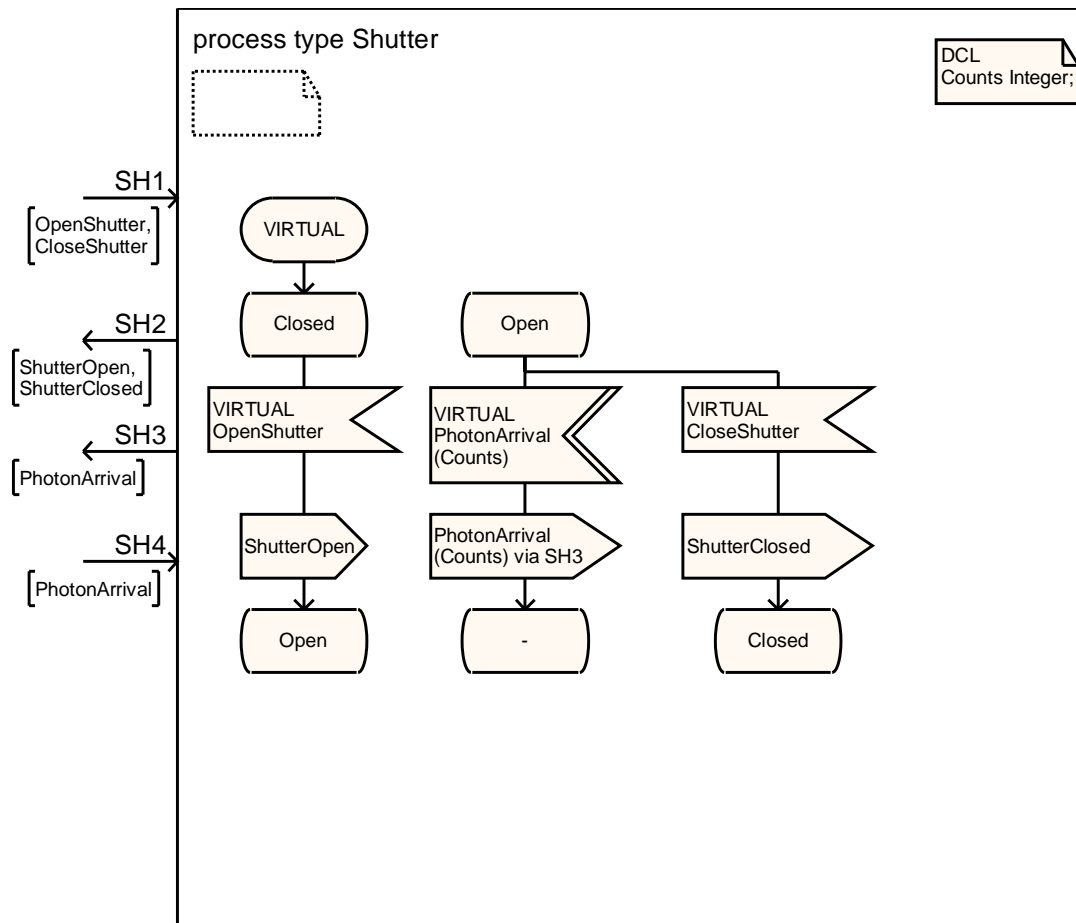 process type Shutter
DCL
Counts Integer;
SH1
OpenShutter,
CloseShutter
SH2
ShutterOpen,
ShutterClosed
SH3
PhotonArrival
SH4
PhotonArrival
VIRTUAL
Closed
VIRTUAL
OpenShutter
ShutterOpen
Open
Open
VIRTUAL
PhotonArrival
(Counts)
PhotonArrival
(Counts) via SH3
-
VIRTUAL
CloseShutter
ShutterClosed
Closed